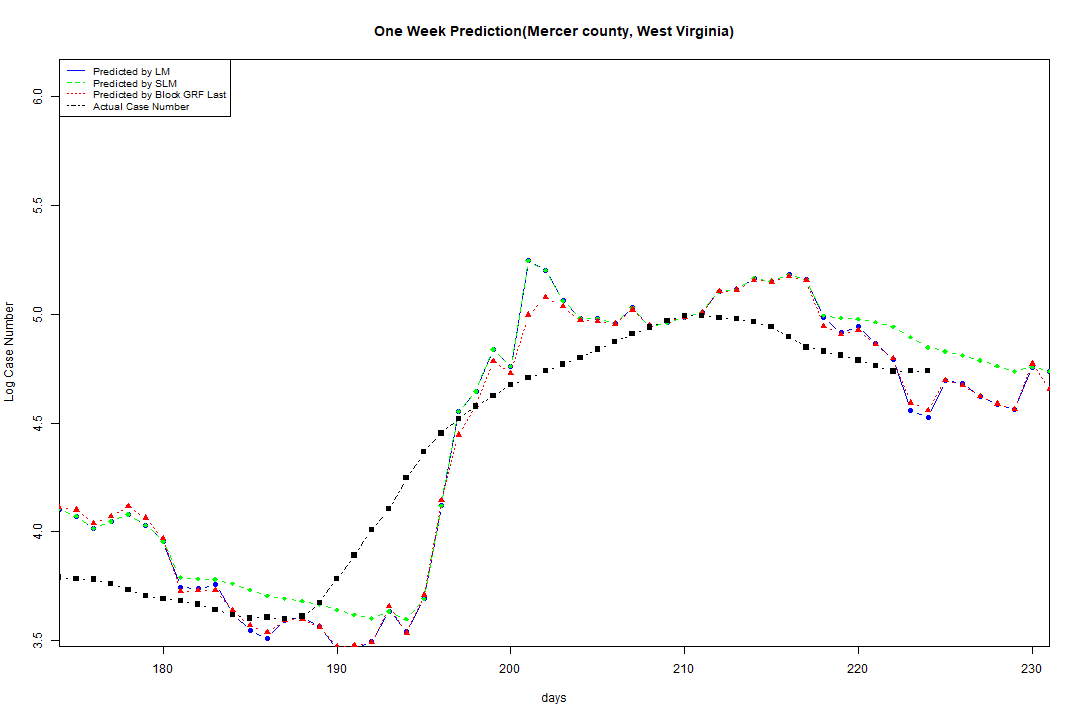 One Week Prediction(Mercer county, West Virginia)
Predicted by LM
Predicted by SLM
Predicted by Block GRF Last
Actual Case Number
6.0
5.5
5.0
4.5
4.0
3.5
Log Case Number
180 190 200 210 220 230
days